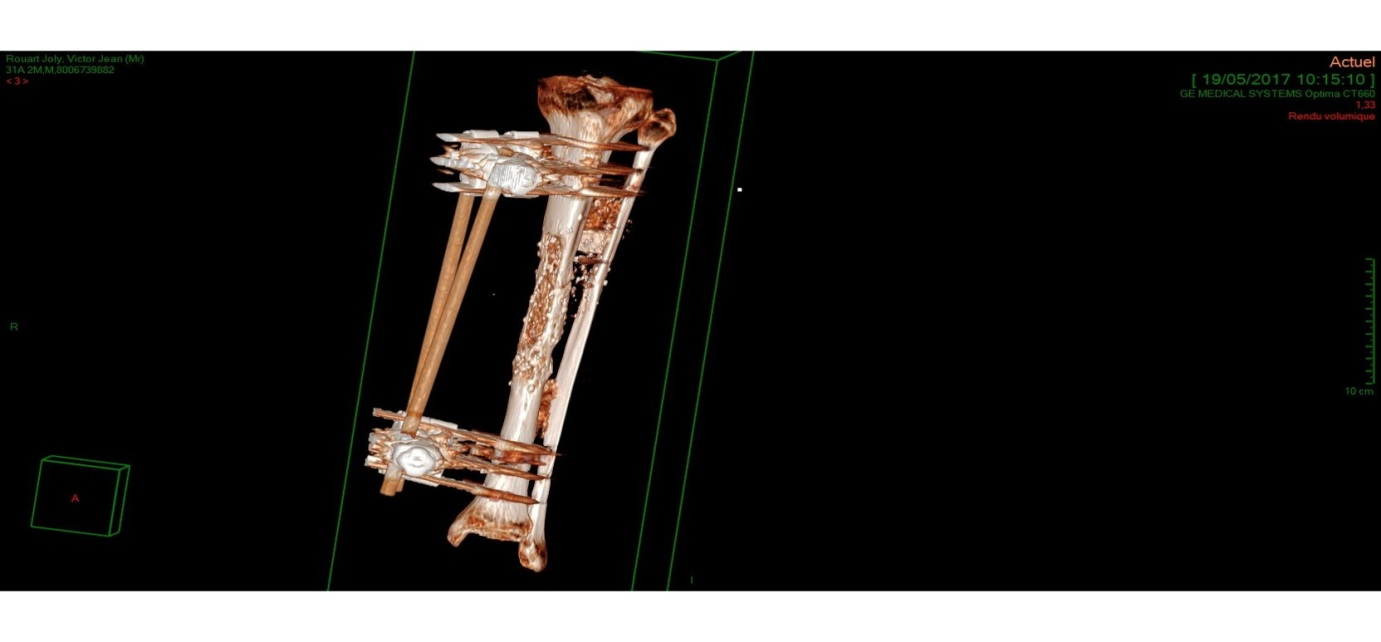 Rouart Joly, Victor Jean (Mr)
31A 2M,M,8006739882
< 3 >
Actuel
[ 19/05/2017 10:15:10 ]
GE MEDICAL SYSTEMS Optima CT660
1,33
Rendu volumique
R
10 cm
A
I